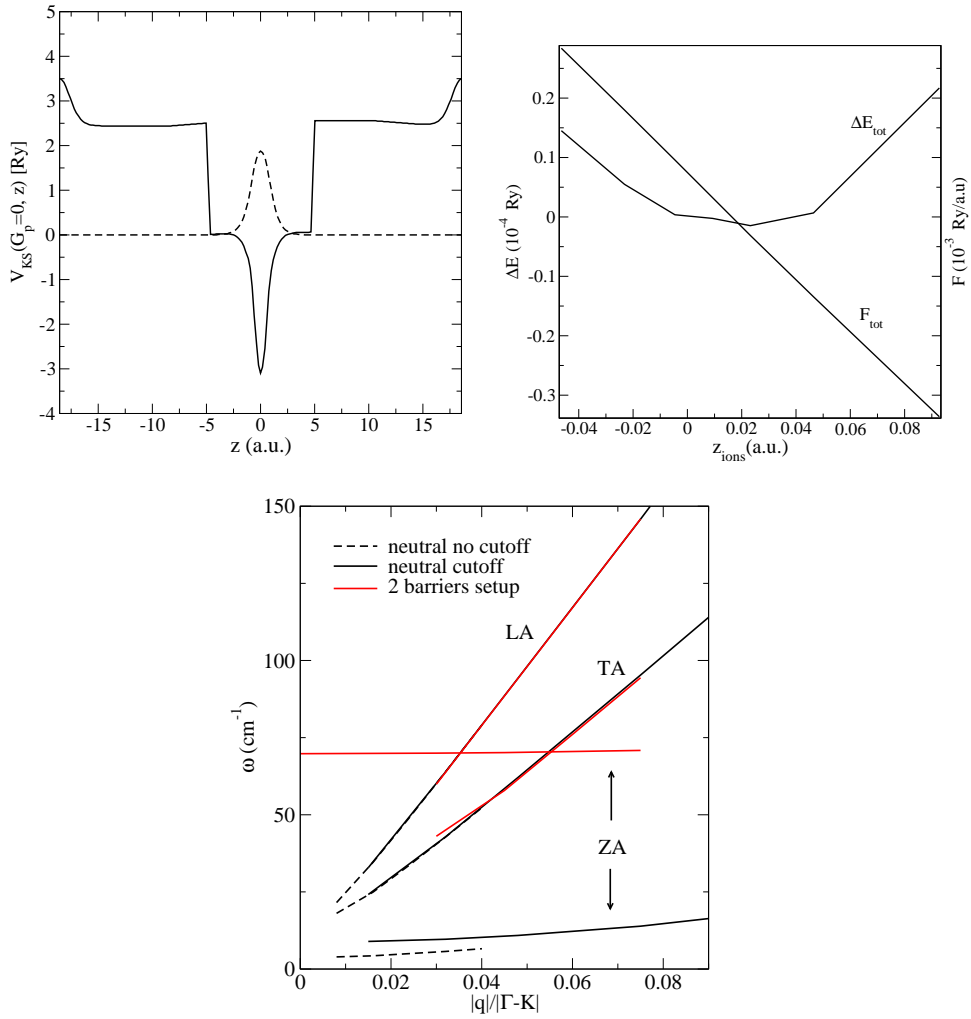 5
4
3
2
1
0
-1
-2
-3
-4
V_KS(G_p=0, z) [Ry]
-15 -10 -5 0 5 10 15
z (a.u.)
0.2
0.1
0
-0.1
-0.2
-0.3
ΔE (10^-4 Ry)
ΔE_tot
F_tot
F (10^-3 Ry/a.u)
-0.04 -0.02 0 0.02 0.04 0.06 0.08
z_ions(a.u.)
150
100
50
0
ω (cm^-1)
neutral no cutoff
neutral cutoff
2 barriers setup
LA
TA
ZA
0 0.02 0.04 0.06 0.08
|q|/|Γ-K|